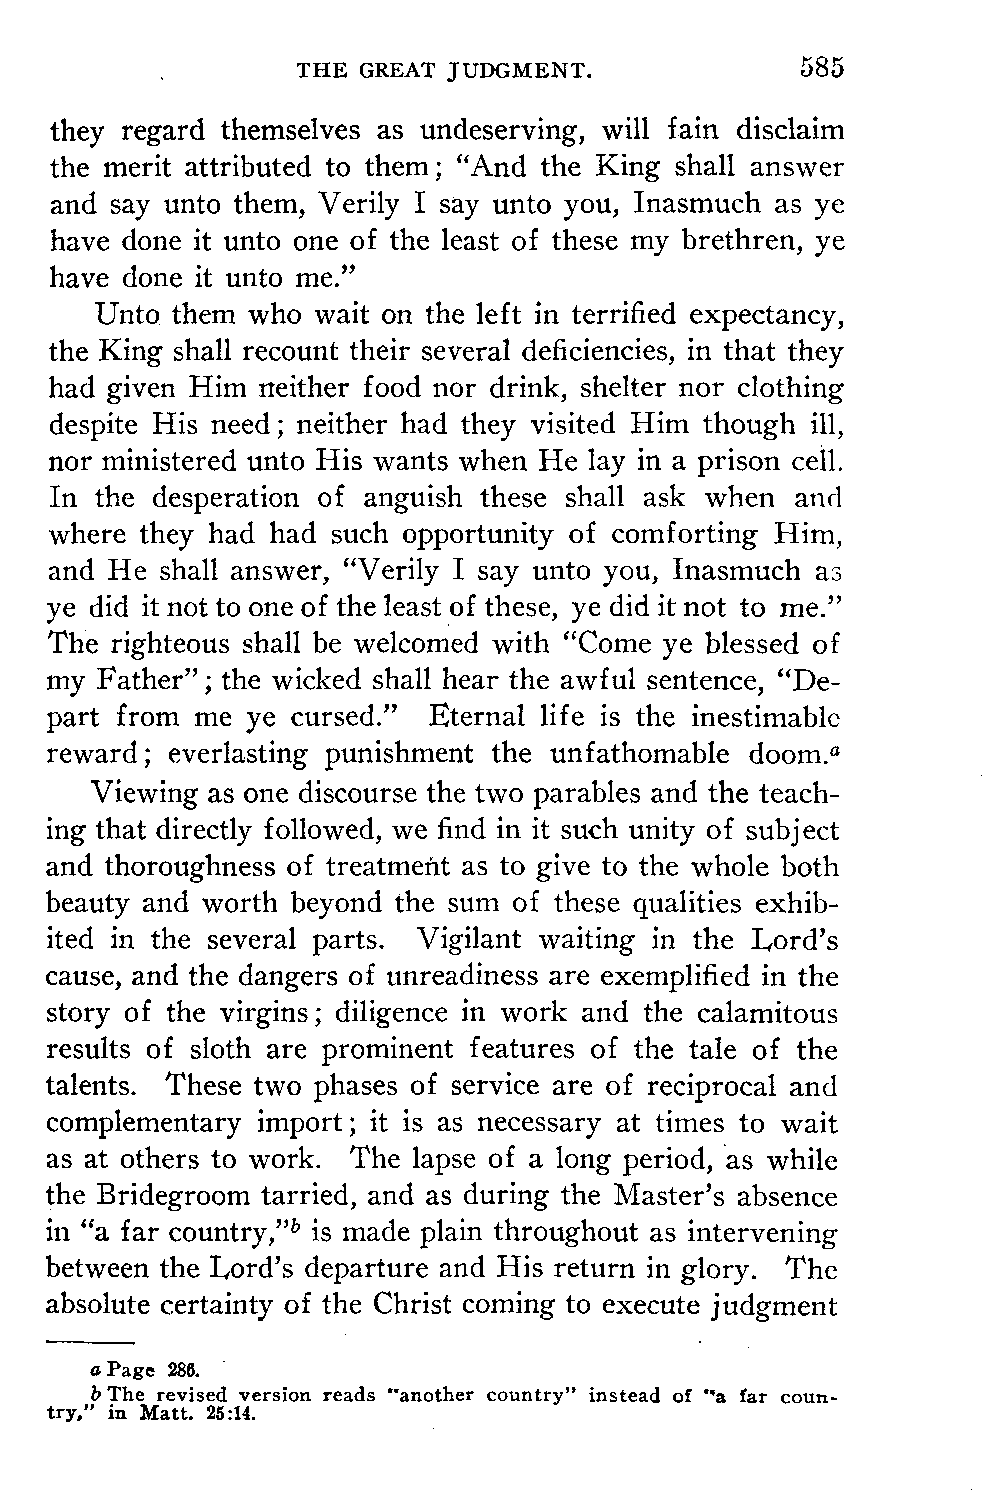 THE GREAT JUDGMENT. 585
they regard themselves as undeserving, will fain disclaim
the merit attributed to them; “And the King shall answer
and say unto them, Verily I say unto you, Inasmuch as ye
have done it unto one of the least of these my brethren, ye
have done it unto me.”
Unto them who wait on the left in terrified expectancy,
the King shall recount their several deficiencies, in that they
had given Him neither food nor drink, shelter nor clothing
despite His need; neither had they visited Him though ill,
nor ministered unto His wants when He lay in a prison cell.
In the desperation of anguish these shall ask when and
where they had had such opportunity of comforting Him,
and He shall answer, “Verily I say unto you, Inasmuch as
ye did it not to one of the least of these, ye did it not to me.”
The righteous shall be welcomed with “Come ye blessed of
my Father”; the wicked shall hear the awful sentence, “De-
part from me ye cursed.” Eternal life is the inestimable
reward; everlasting punishment the unfathomable doom.a
Viewing as one discourse the two parables and the teach-
ing that directly followed, we find in it such unity of subject
and thoroughness of treatment as to give to the whole both
beauty and worth beyond the sum of these qualities exhib-
ited in the several parts. Vigilant waiting in the Lord’s
cause, and the dangers of unreadiness are exemplified in the
story of the virgins; diligence in work and the calamitous
results of sloth are prominent features of the tale of the
talents. These two phases of service are of reciprocal and
complementary import; it is as necessary at times to wait
as at others to work. The lapse of a long period, as while
the Bridegroom tarried, and as during the Master’s absence
in “a far country,”b is made plain throughout as intervening
between the Lord’s departure and His return in glory. The
absolute certainty of the Christ coming to execute judgment
a Page 286.
b The revised version reads “another country” instead of “a far coun-
try,” in Matt. 25:14.